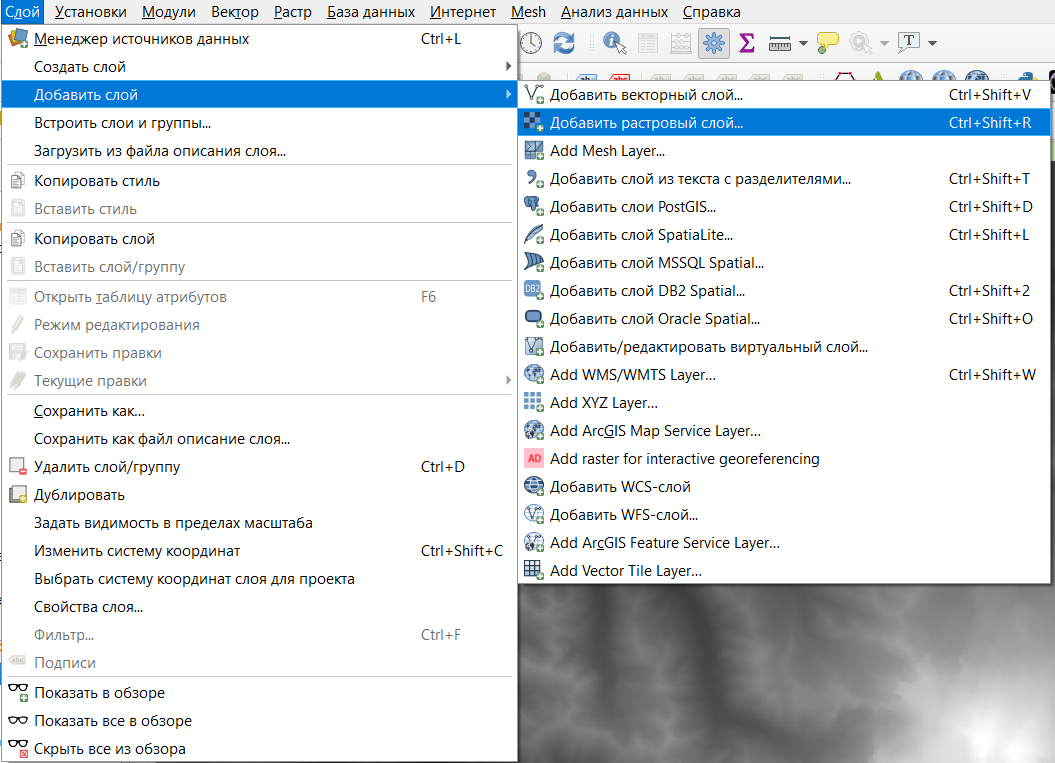 Слой Установки Модули Вектор Растр База данных Интернет Mesh Анализ данных Справка
Менеджер источников данных Ctrl+L
Создать слой
Добавить слой
Встроить слои и группы...
Загрузить из файла описания слоя...
Копировать стиль
Вставить стиль
Копировать слой
Вставить слой/группу
Открыть таблицу атрибутов F6
Режим редактирования
Сохранить правки
Текущие правки
Сохранить как...
Сохранить как файл описание слоя...
Удалить слой/группу Ctrl+D
Дублировать
Задать видимость в пределах масштаба
Изменить систему координат Ctrl+Shift+C
Выбрать систему координат слоя для проекта
Свойства слоя...
Фильтр... Ctrl+F
abc Подписи
Показать в обзоре
Показать все в обзоре
Скрыть все из обзора
Добавить векторный слой... Ctrl+Shift+V
Добавить растровый слой... Ctrl+Shift+R
Add Mesh Layer...
Добавить слой из текста с разделителями... Ctrl+Shift+T
Добавить слои PostGIS... Ctrl+Shift+D
Добавить слой SpatiaLite... Ctrl+Shift+L
Добавить слой MSSQL Spatial...
DB2 Добавить слой DB2 Spatial... Ctrl+Shift+2
Добавить слой Oracle Spatial... Ctrl+Shift+O
Добавить/редактировать виртуальный слой...
Add WMS/WMTS Layer... Ctrl+Shift+W
Add XYZ Layer...
Add ArcGIS Map Service Layer...
AD Add raster for interactive georeferencing
Добавить WCS-слой
Добавить WFS-слой...
Add ArcGIS Feature Service Layer...
Add Vector Tile Layer...